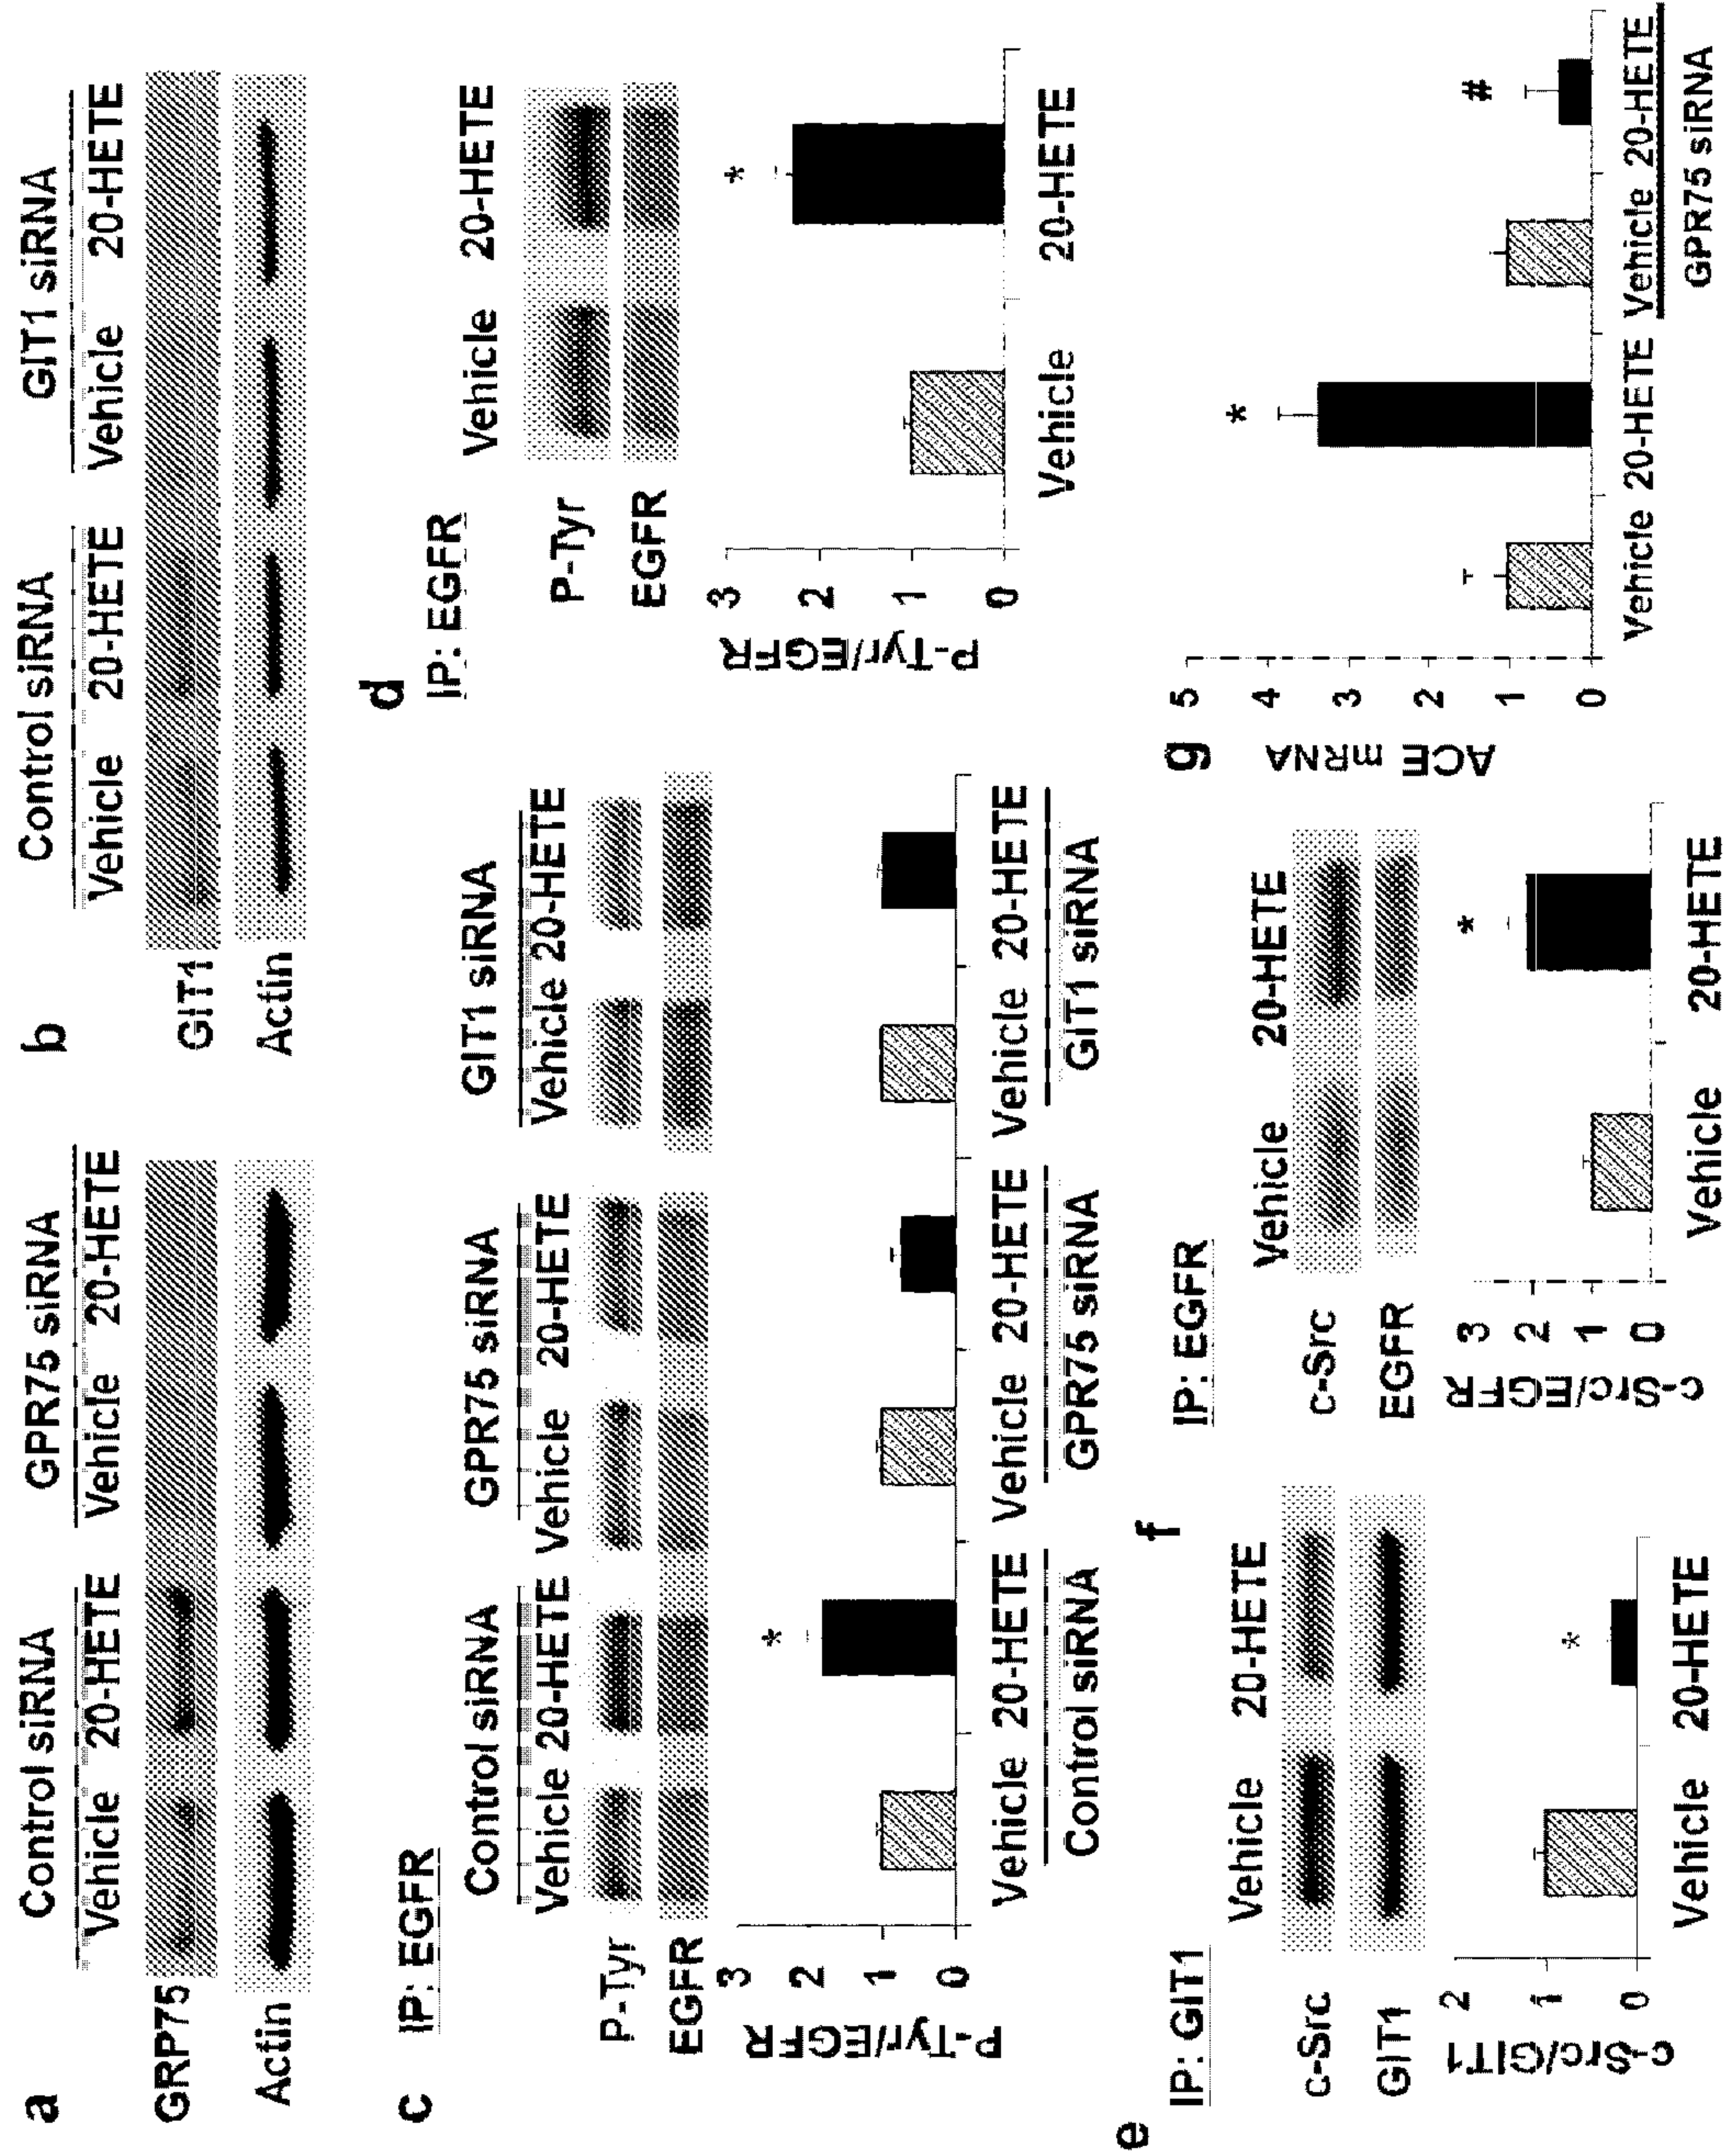 a
Control siRNA GPR75 siRNA
Vehicle 20-HETE Vehicle 20-HETE
GRP75
Actin
b
Control siRNA GIT1 siRNA
Vehicle 20-HETE Vehicle 20-HETE
GIT1
Actin
c
IP: EGFR
Control siRNA GPR75 siRNA GIT1 siRNA
Vehicle 20-HETE Vehicle 20-HETE Vehicle 20-HETE
P-Tyr
EGFR
P-Tyr/EGFR
3
2
1
0
*
Vehicle 20-HETE Vehicle 20-HETE Vehicle 20-HETE
Control siRNA GPR75 siRNA GIT1 siRNA
d
IP: EGFR
Vehicle 20-HETE
P-Tyr
EGFR
P-Tyr/EGFR
3
2
1
0
*
Vehicle 20-HETE
e
IP: GIT1
Vehicle 20-HETE
c-Src
GIT1
c-Src/GIT1
2
1
0
*
Vehicle 20-HETE
f
IP: EGFR
Vehicle 20-HETE
c-Src
EGFR
c-Src/EGFR
3
2
1
0
*
Vehicle 20-HETE
g
ACE mRNA
5
4
3
2
1
0
* #
Vehicle 20-HETE Vehicle 20-HETE
GPR75 siRNA